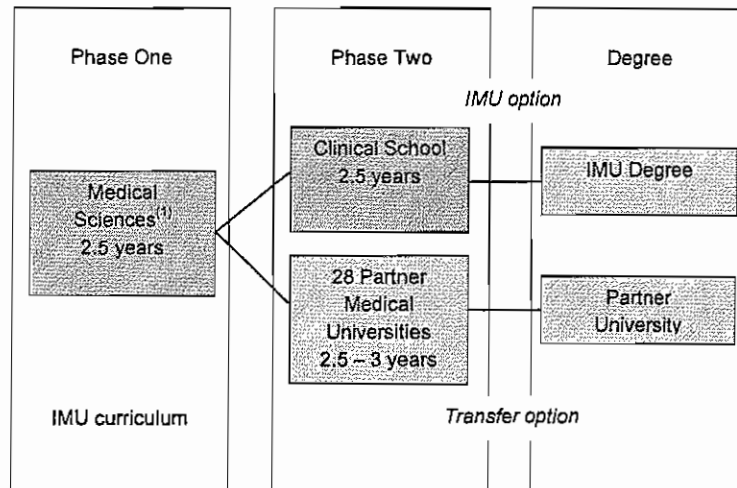 Phase One
Medical
Sciences(1)
2.5 years
IMU curriculum
Phase Two
IMU option
Clinical School
2.5 years
28 Partner
Medical
Universities
2.5 – 3 years
Transfer option
Degree
IMU Degree
Partner
University